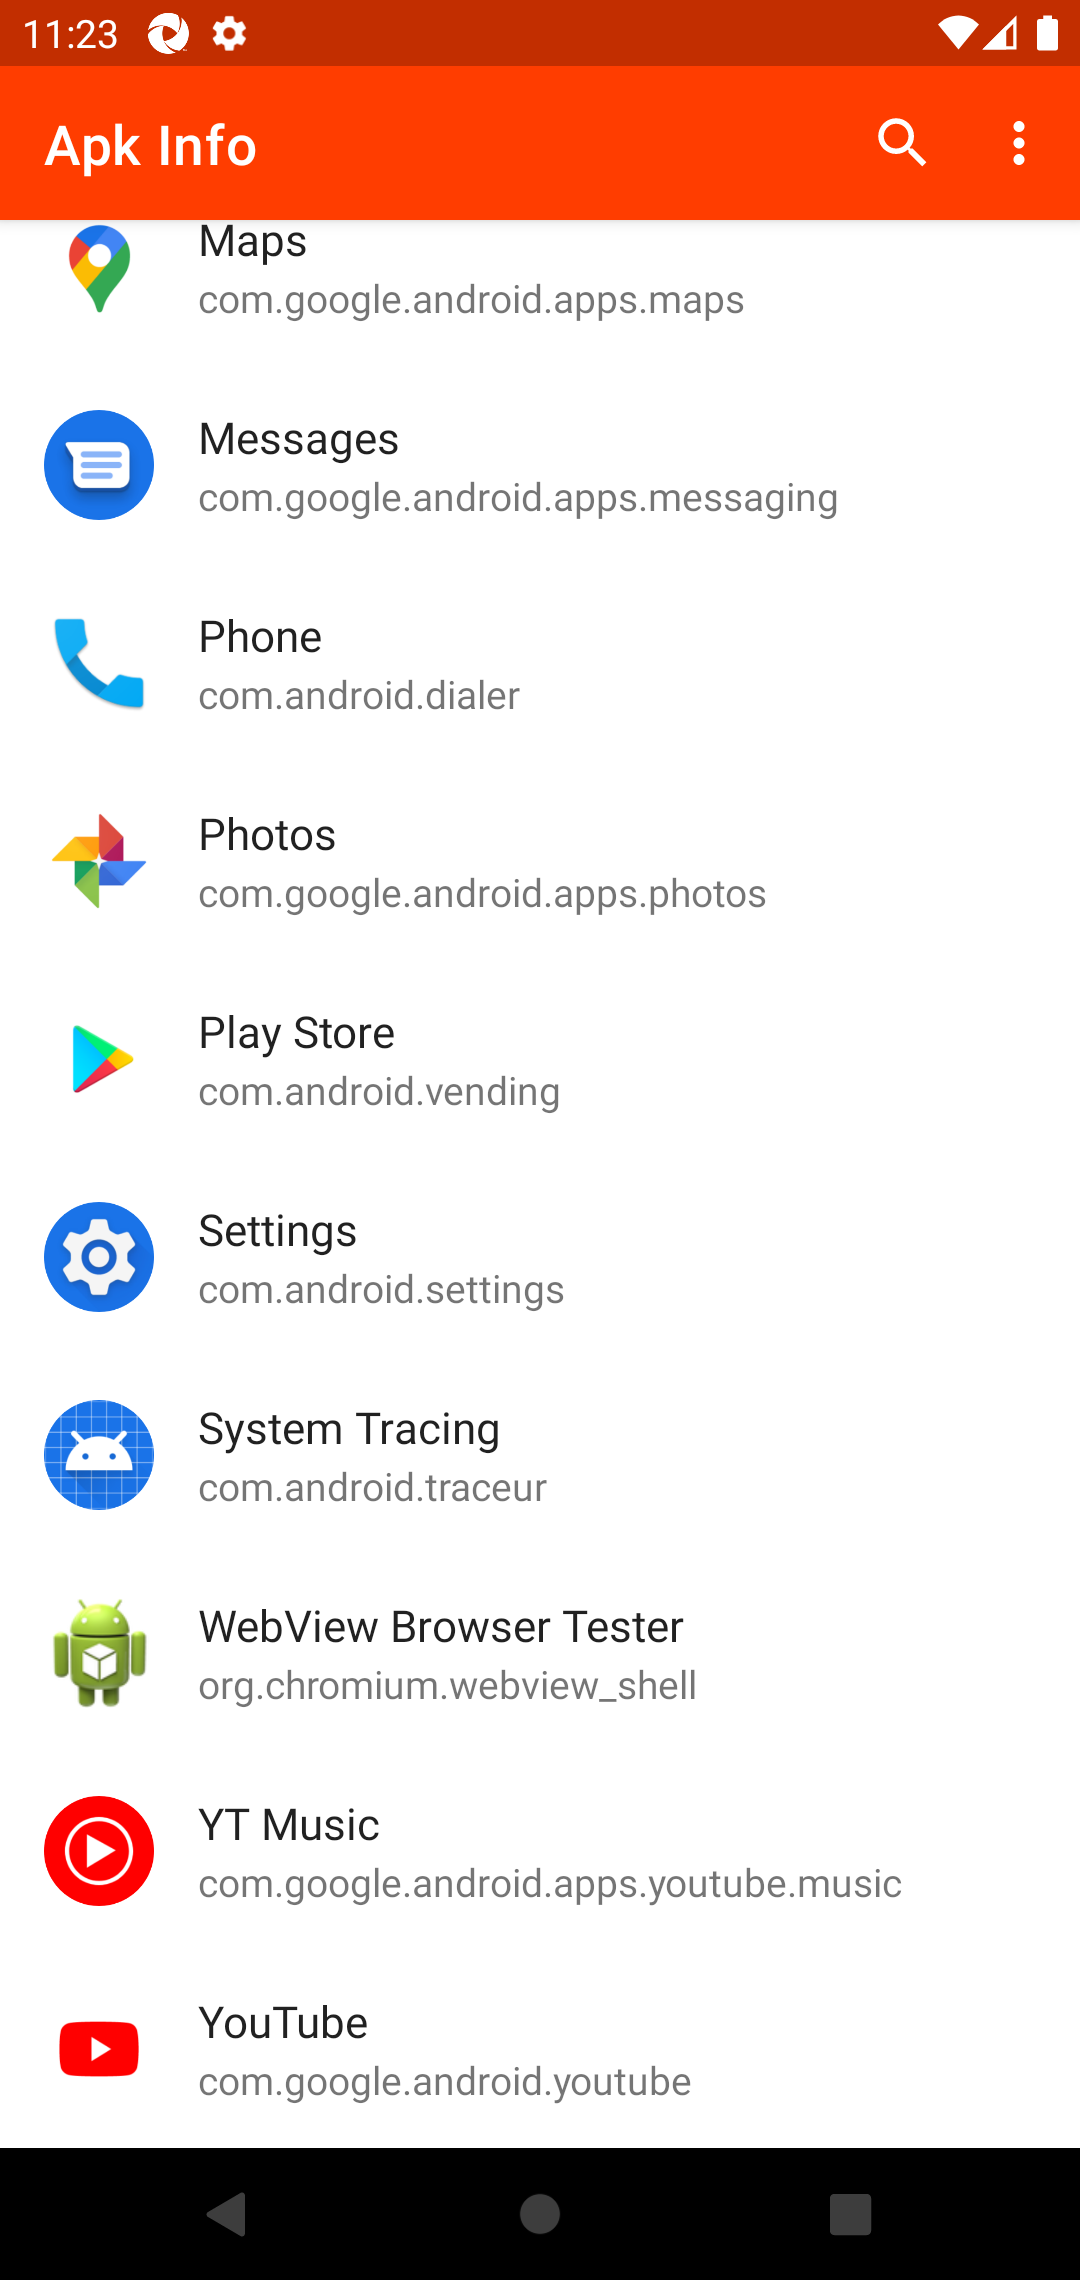 11:23
Apk Info
Maps
com.google.android.apps.maps
Messages
com.google.android.apps.messaging
Phone
com.android.dialer
Photos
com.google.android.apps.photos
Play Store
com.android.vending
Settings
com.android.settings
System Tracing
com.android.traceur
WebView Browser Tester
org.chromium.webview_shell
YT Music
com.google.android.apps.youtube.music
YouTube
com.google.android.youtube